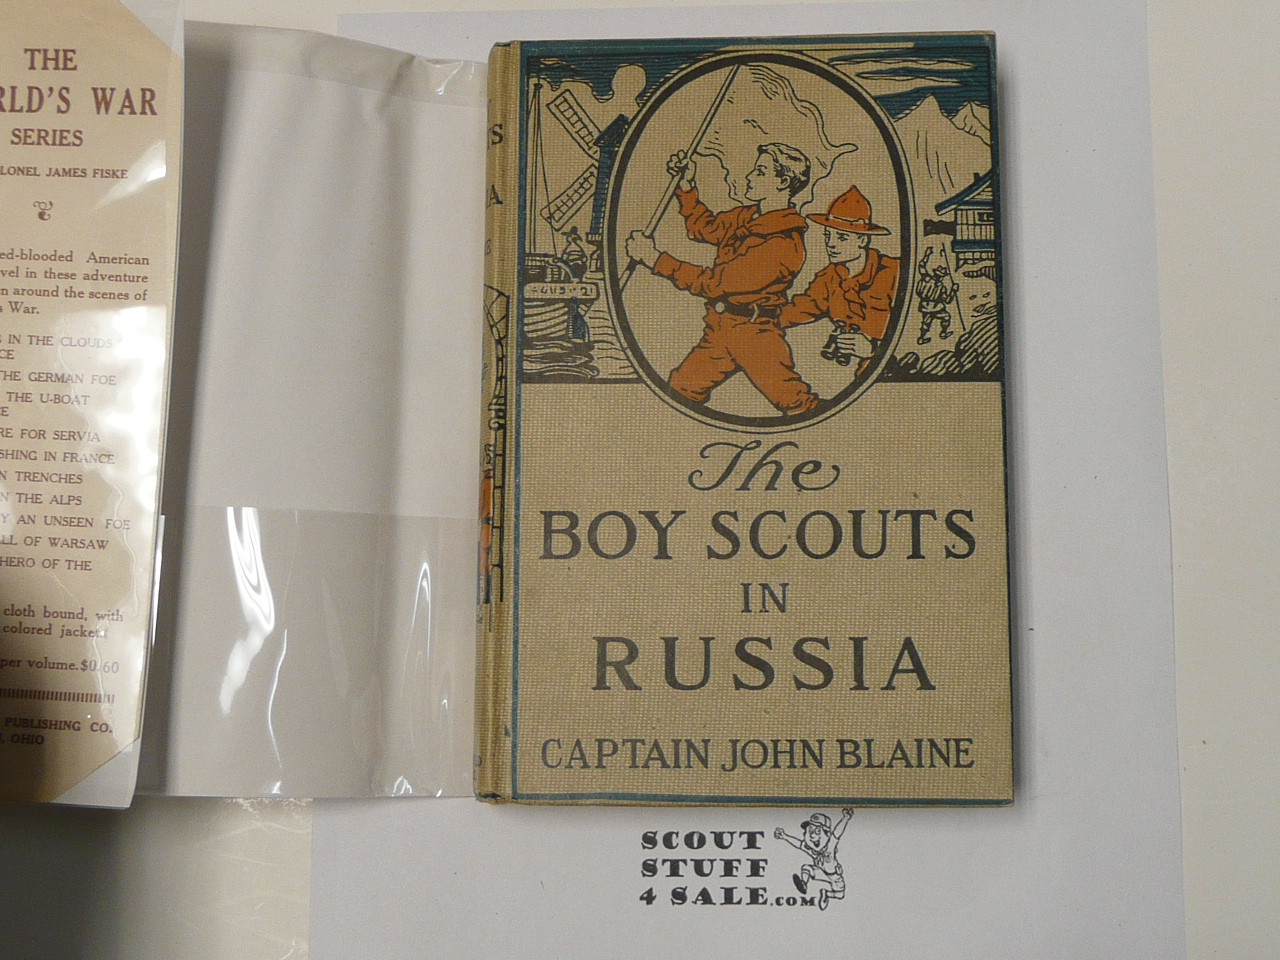 THE
RLD'S WAR
SERIES
LONEL JAMES FISKE
ed-blooded American
vel in these adventure
n around the scenes of
s War.
G IN THE CLOUDS
CE
THE GERMAN FOE
THE U-BOAT
CE
RE FOR SERVIA
SHING IN FRANCE
N TRENCHES
N THE ALPS
Y AN UNSEEN FOE
LL OF WARSAW
HERO OF THE
cloth bound, with
colored jacket
per volume.$0.60
PUBLISHING CO.
, OHIO
S
A
The
BOY SCOUTS
IN
RUSSIA
CAPTAIN JOHN BLAINE
SCOUT
STUFF
4 SALE.COM